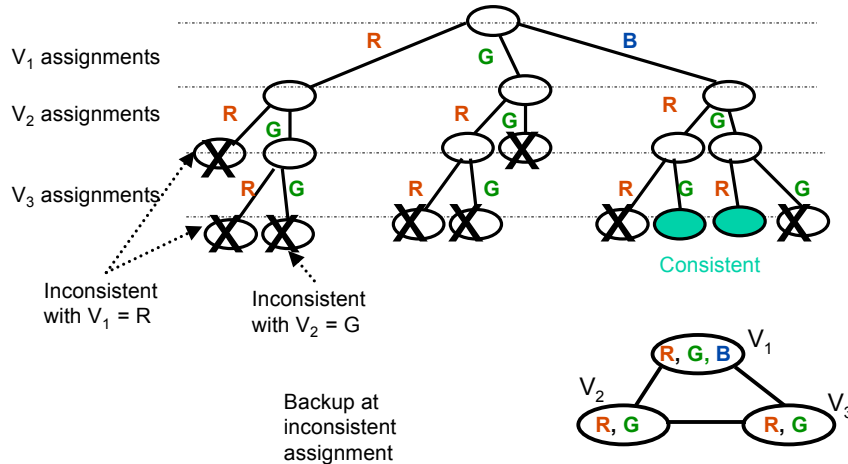 R
G
B
V1 assignments
R
G
R
G
R
G
V2 assignments
X
X
R
G
R
G
R
G
R
G
V3 assignments
X
X
X
X
X
X
Consistent
Inconsistent
with V1 = R
Inconsistent
with V2 = G
R, G, B
V1
V2
V3
R, G
R, G
Backup at
inconsistent
assignment